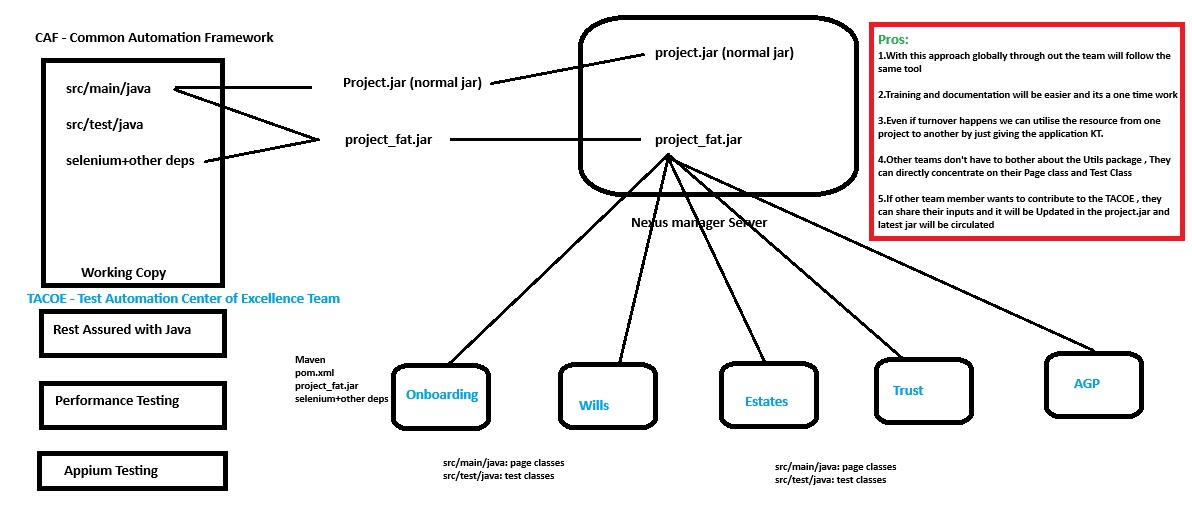 CAF - Common Automation Framework
src/main/java
src/test/java
selenium+other deps
Working Copy
TACOE - Test Automation Center of Excellence Team
Rest Assured with Java
Performance Testing
Appium Testing
Project.jar (normal jar)
project_fat.jar
project.jar (normal jar)
project_fat.jar
Nexus manager Server
Pros:
1.With this approach globally through out the team will follow the
same tool
2.Training and documentation will be easier and its a one time work
3.Even if turnover happens we can utilise the resource from one
project to another by just giving the application KT.
4.Other teams don't have to bother about the Utils package , They
can directly concentrate on their Page class and Test Class
5.If other team member wants to contribute to the TACOE , they
can share their inputs and it will be Updated in the project.jar and
latest jar will be circulated
Maven
pom.xml
project_fat.jar
selenium+other deps
Onboarding
Wills
Estates
Trust
AGP
src/main/java: page classes
src/test/java: test classes
src/main/java: page classes
src/test/java: test classes